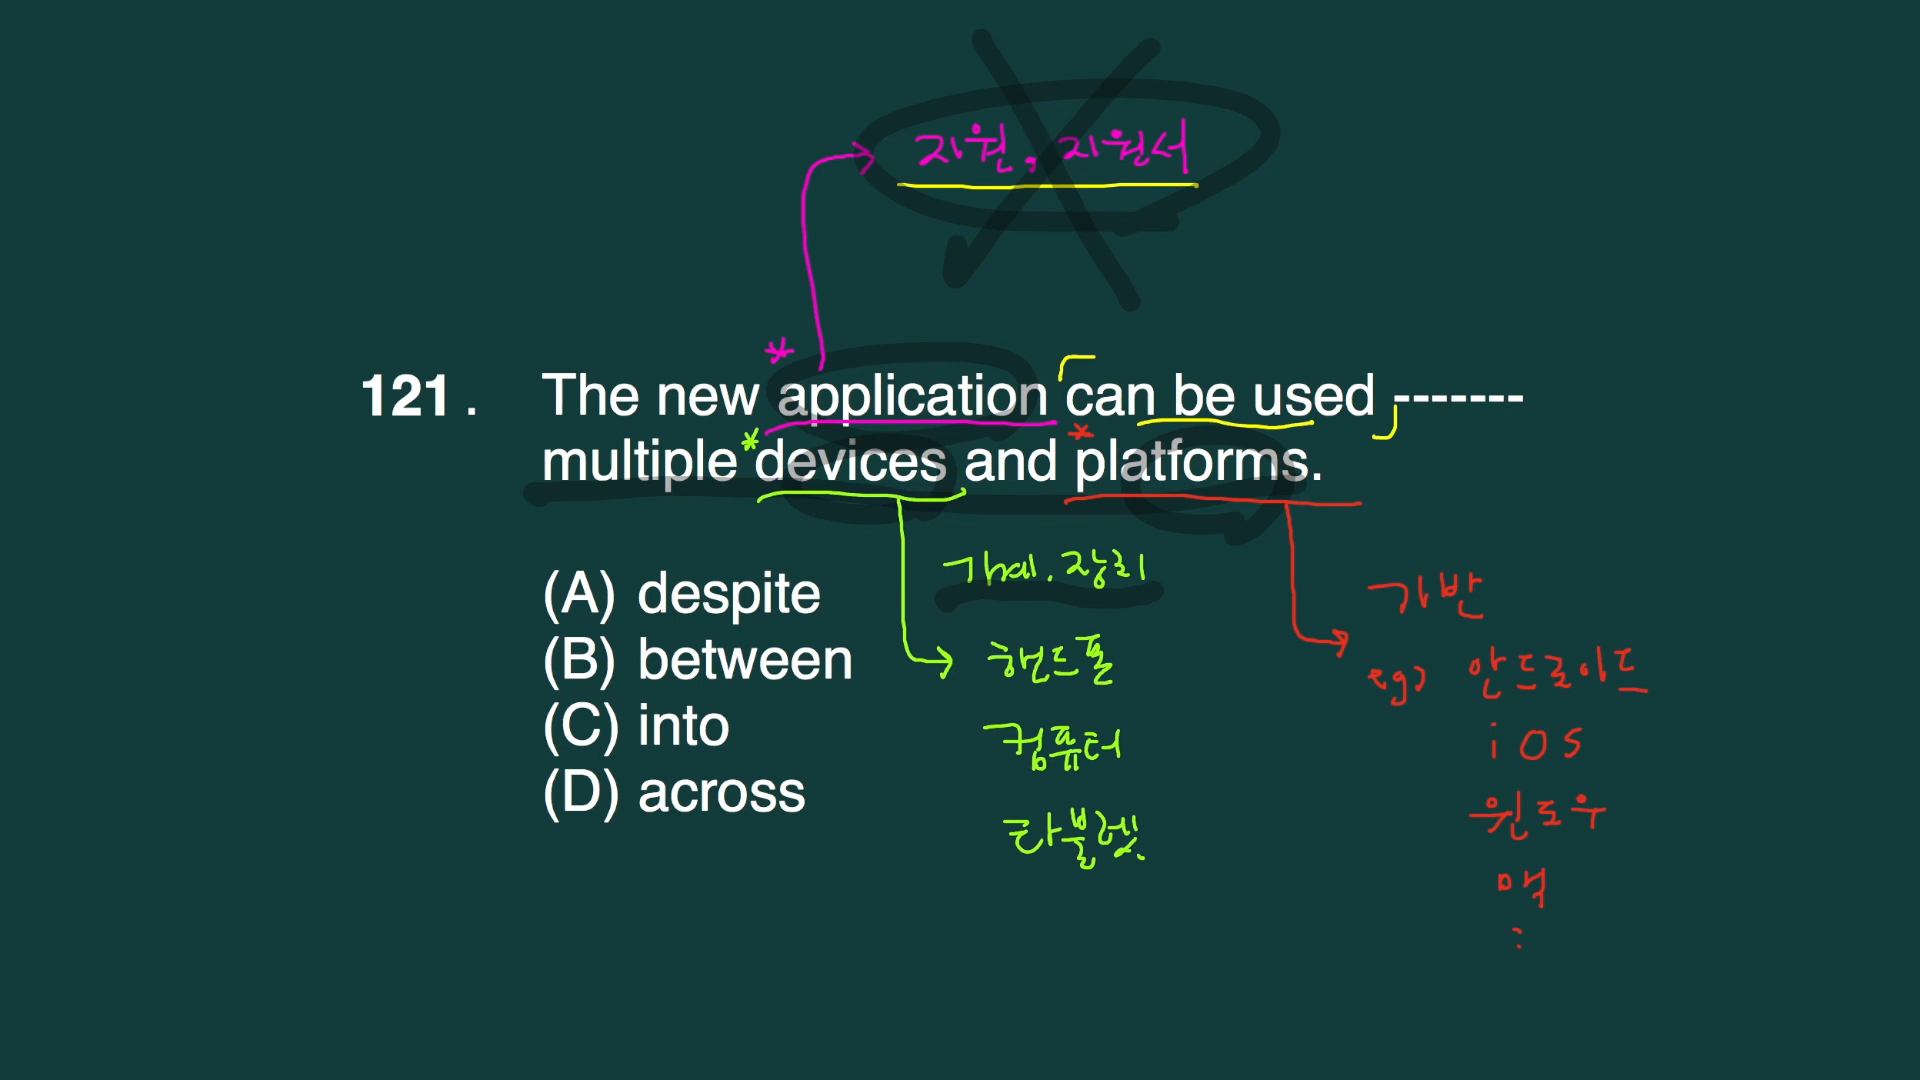 지원, 지원서
121. The new application can be used -------
multiple devices and platforms.
(A) despite
(B) between
(C) into
(D) across
기계, 장치
핸드폰
컴퓨터
타블렛
기반
eg) 안드로이드
iOS
윈도우
맥
: